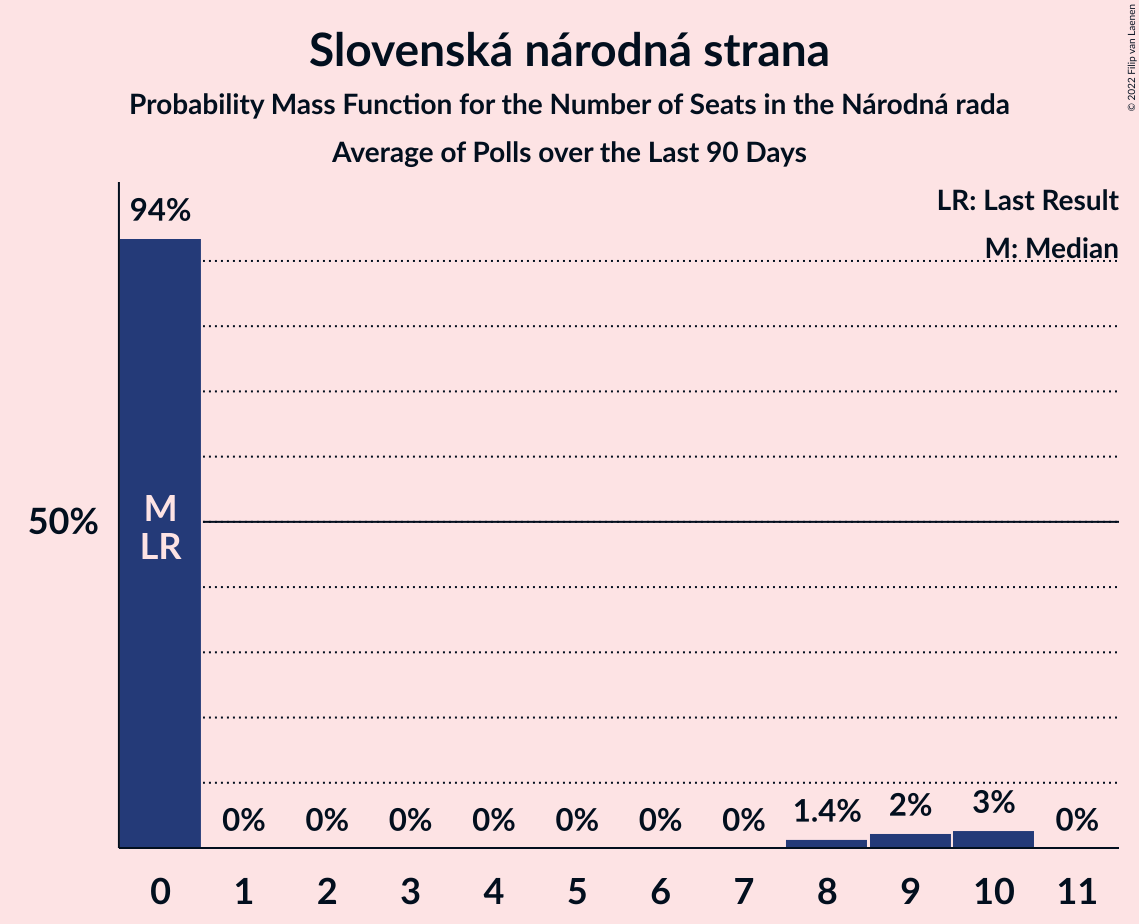 Slovenská národná strana
Probability Mass Function for the Number of Seats in the Národná rada
Average of Polls over the Last 90 Days
© 2022 Filip van Laenen
LR: Last Result
M: Median
94%
50%
M
LR
0% 0% 0% 0% 0% 0% 0% 1.4% 2% 3% 0%
0 1 2 3 4 5 6 7 8 9 10 11